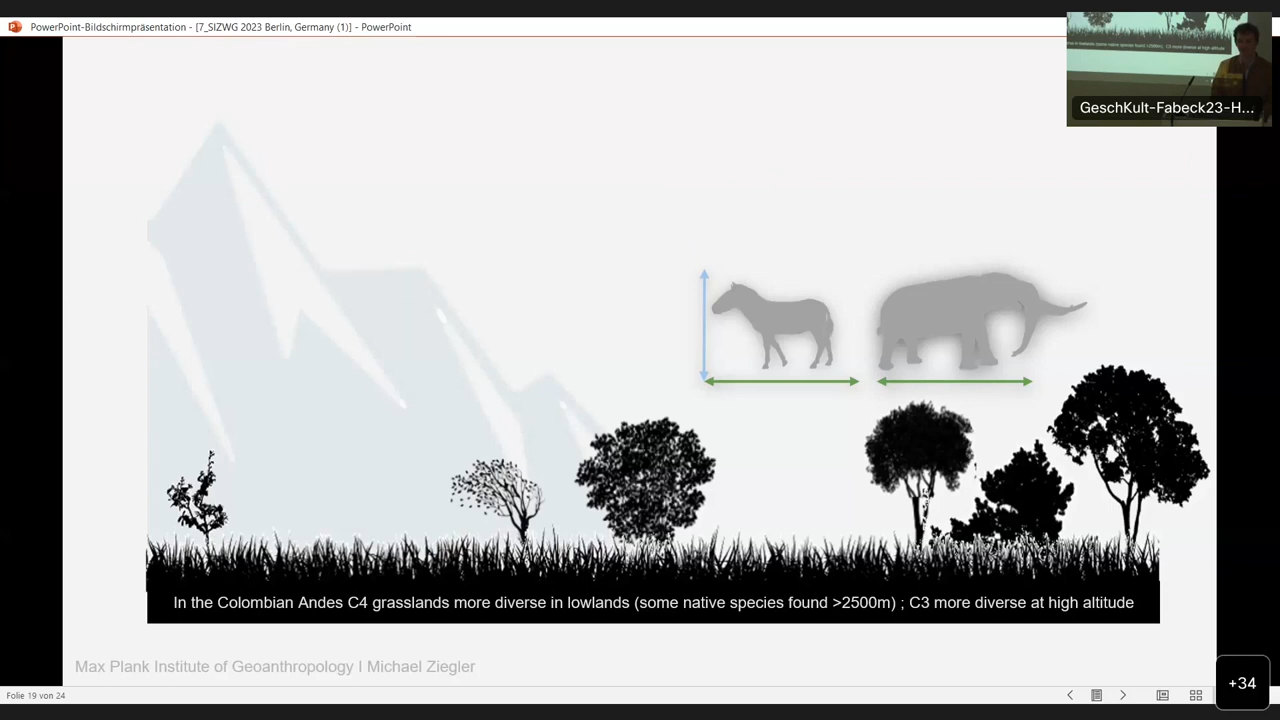 PowerPoint-Bildschirmpräsentation - [7_SIZWG 2023 Berlin, Germany (1)] - PowerPoint
GeschKult-Fabeck23-H...
In the Colombian Andes C4 grasslands more diverse in lowlands (some native species found >2500m) ; C3 more diverse at high altitude
Max Plank Institute of Geoanthropology I Michael Ziegler
Folie 19 von 24
+34